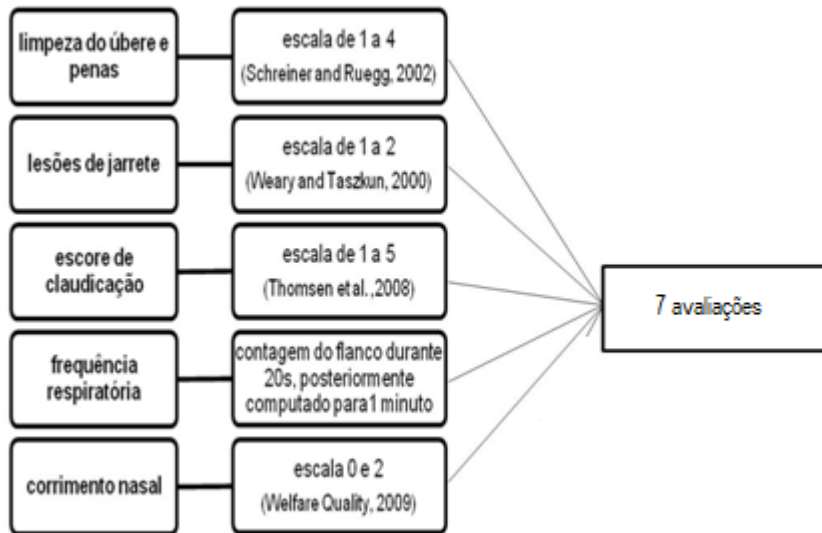 limpeza do úbere e
penas
escala de 1 a 4
(Schreiner and Ruegg, 2002)
lesões de jarrete
escala de 1 a 2
(Weary and Taszkun, 2000)
escore de
claudicação
escala de 1 a 5
(Thomsen et al.,2008)
frequência
respiratória
contagem do flanco durante
20s, posteriormente
computado para 1 minuto
corrimento nasal
escala 0 e 2
(Welfare Quality, 2009)
7 avaliações